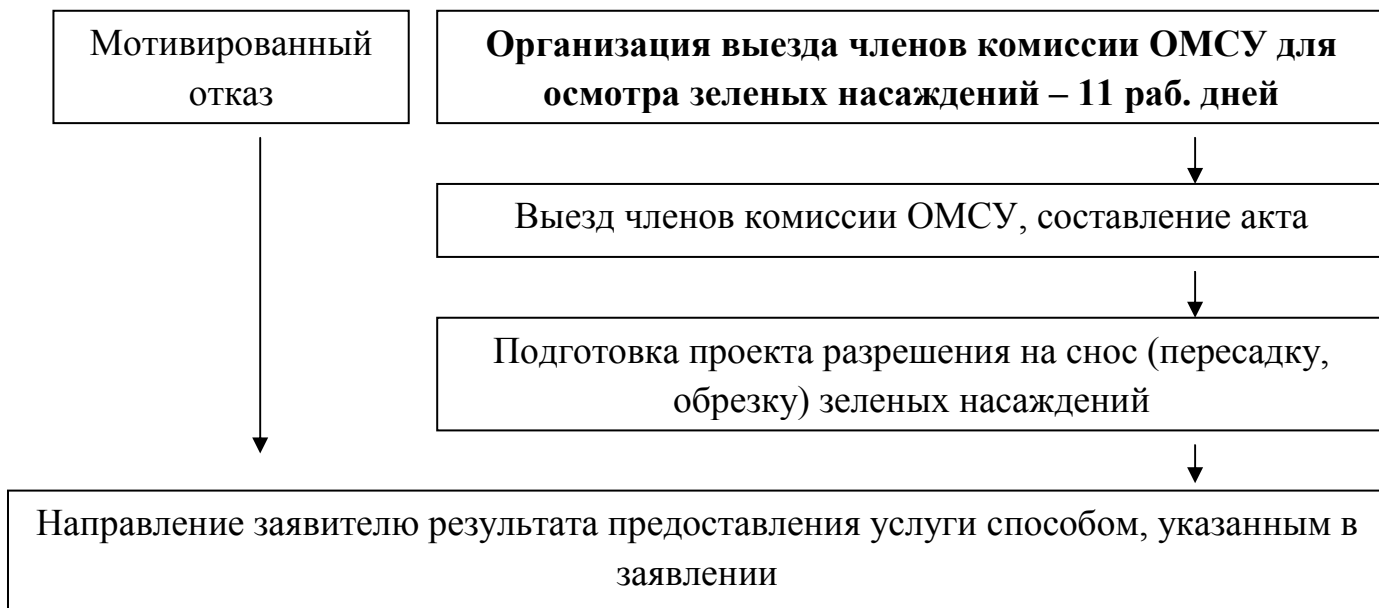 Мотивированный
отказ
Организация выезда членов комиссии ОМСУ для
осмотра зеленых насаждений – 11 раб. дней
Выезд членов комиссии ОМСУ, составление акта
Подготовка проекта разрешения на снос (пересадку,
обрезку) зеленых насаждений
Направление заявителю результата предоставления услуги способом, указанным в
заявлении